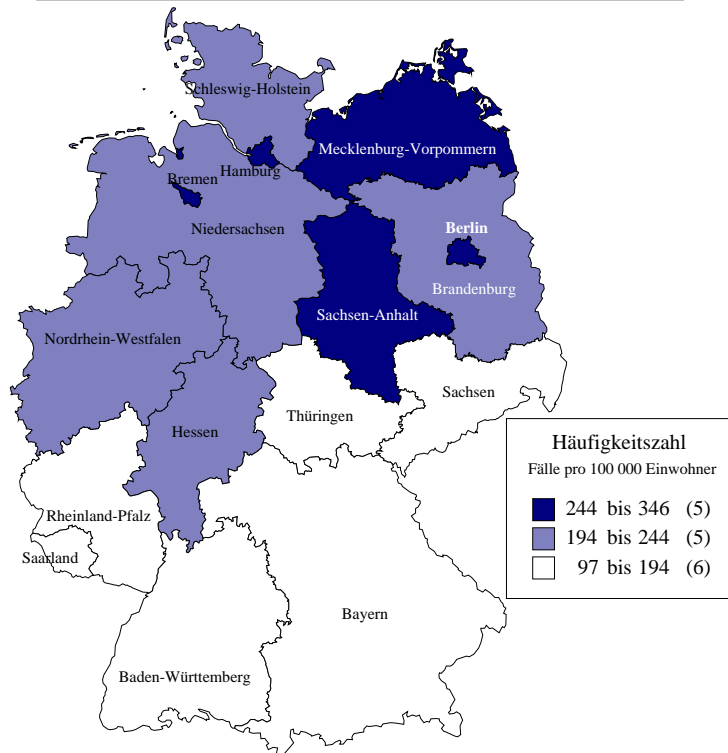 Schleswig-Holstein
Mecklenburg-Vorpommern
Hamburg
Bremen
Niedersachsen
Berlin
Brandenburg
Sachsen-Anhalt
Nordrhein-Westfalen
Sachsen
Thüringen
Hessen
Rheinland-Pfalz
Saarland
Bayern
Baden-Württemberg
Häufigkeitszahl
Fälle pro 100 000 Einwohner
244 bis 346 (5)
194 bis 244 (5)
97 bis 194 (6)